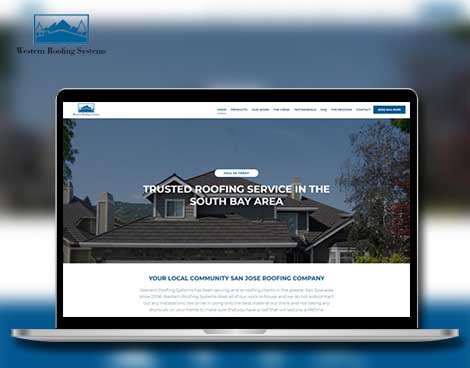 Western Roofing Systems
Western Roofing Systems
HOME PRODUCTS OUR WORK THE CREW TESTIMONIALS FAQ THE PROCESS CONTACT
CALL US TODAY
TRUSTED ROOFING SERVICE IN THE
SOUTH BAY AREA
YOUR LOCAL COMMUNITY SAN JOSE ROOFING COMPANY
Western Roofing Systems has been serving and re-roofing clients in the greater San Jose area
since 2006. Western Roofing Systems does all of our work in house and we do not subcontract
out any installations. We strive in using only the best material out there and not taking any
shortcuts on your home to make sure that you have a roof that will last you a lifetime.